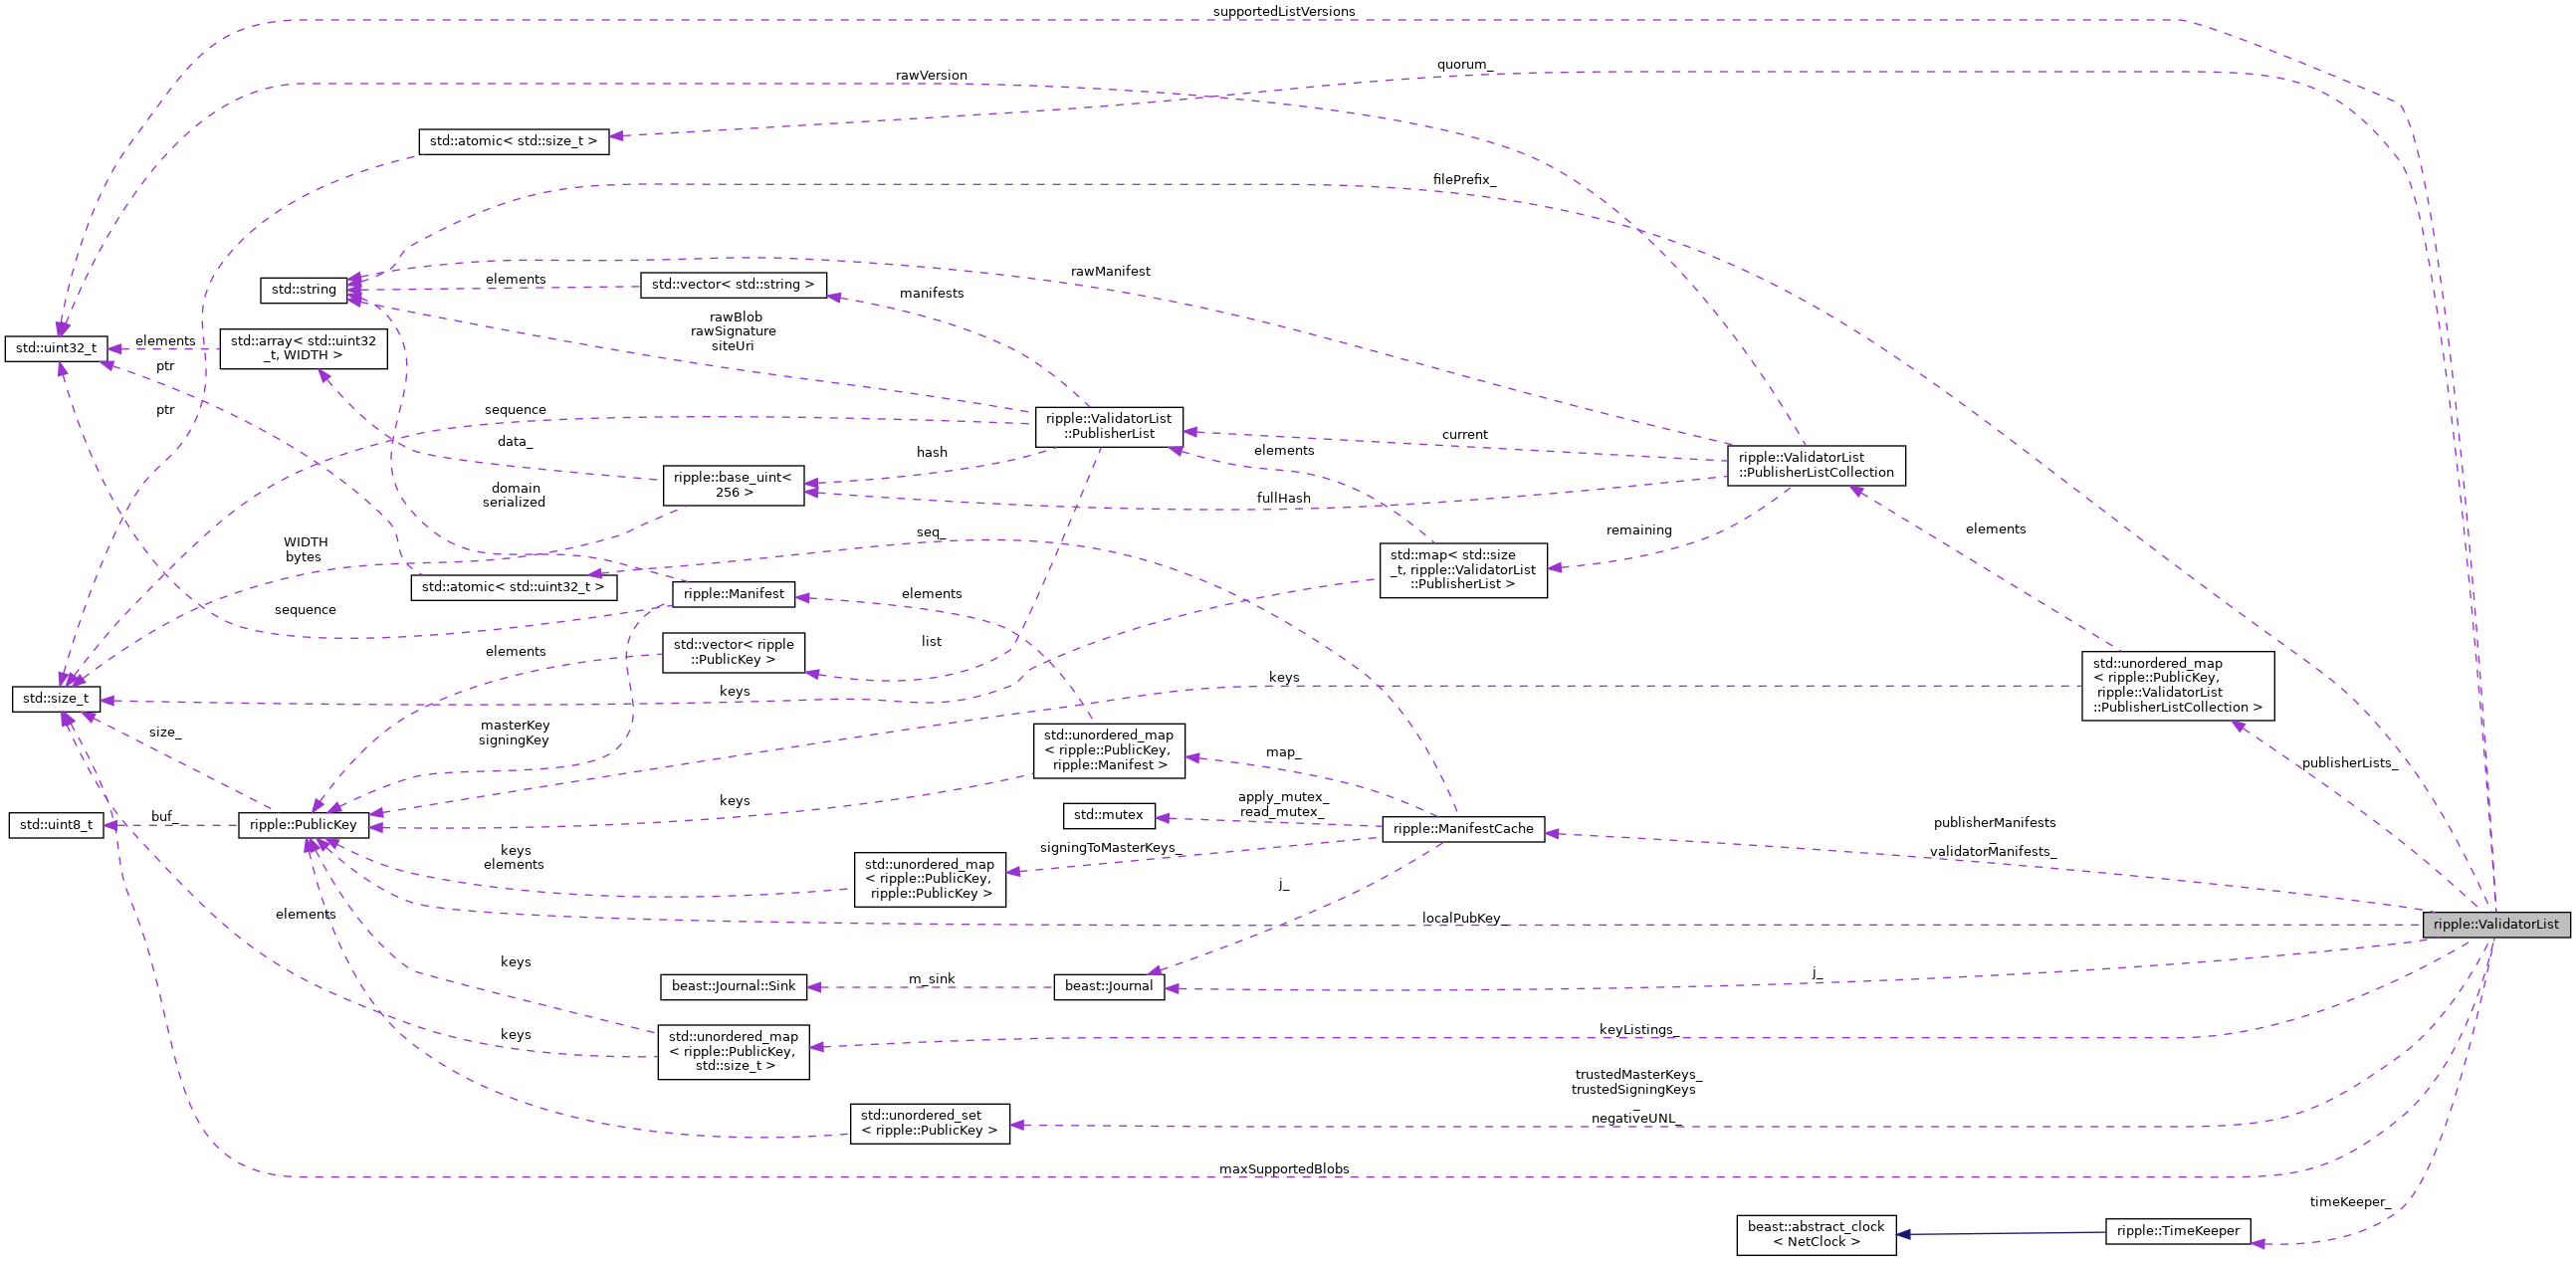 supportedListVersions
quorum_
rawVersion
std::atomic< std::size_t >
filePrefix_
rawManifest
std::string
elements
std::vector< std::string >
manifests
rawBlob
rawSignature
siteUri
std::uint32_t
elements
std::array< std::uint32
_t, WIDTH >
ptr
ptr
sequence
ripple::ValidatorList
::PublisherList
current
ripple::ValidatorList
::PublisherListCollection
data_
hash
elements
ripple::base_uint<
256 >
fullHash
domain
serialized
seq_
remaining
elements
WIDTH
bytes
std::map< std::size
_t, ripple::ValidatorList
::PublisherList >
std::atomic< std::uint32_t >
ripple::Manifest
elements
sequence
list
elements
std::vector< ripple
::PublicKey >
std::unordered_map
< ripple::PublicKey,
ripple::ValidatorList
::PublisherListCollection >
std::size_t
keys
keys
size_
masterKey
signingKey
std::unordered_map
< ripple::PublicKey,
ripple::Manifest >
map_
publisherLists_
keys
apply_mutex_
read_mutex_
std::mutex
std::uint8_t
buf_
ripple::PublicKey
ripple::ManifestCache
publisherManifests
_
validatorManifests_
keys
elements
signingToMasterKeys_
std::unordered_map
< ripple::PublicKey,
ripple::PublicKey >
j_
elements
localPubKey_
ripple::ValidatorList
keys
beast::Journal::Sink
m_sink
beast::Journal
j_
keys
std::unordered_map
< ripple::PublicKey,
std::size_t >
keyListings_
trustedMasterKeys_
trustedSigningKeys
_
negativeUNL_
std::unordered_set
< ripple::PublicKey >
maxSupportedBlobs
timeKeeper_
beast::abstract_clock
< NetClock >
ripple::TimeKeeper